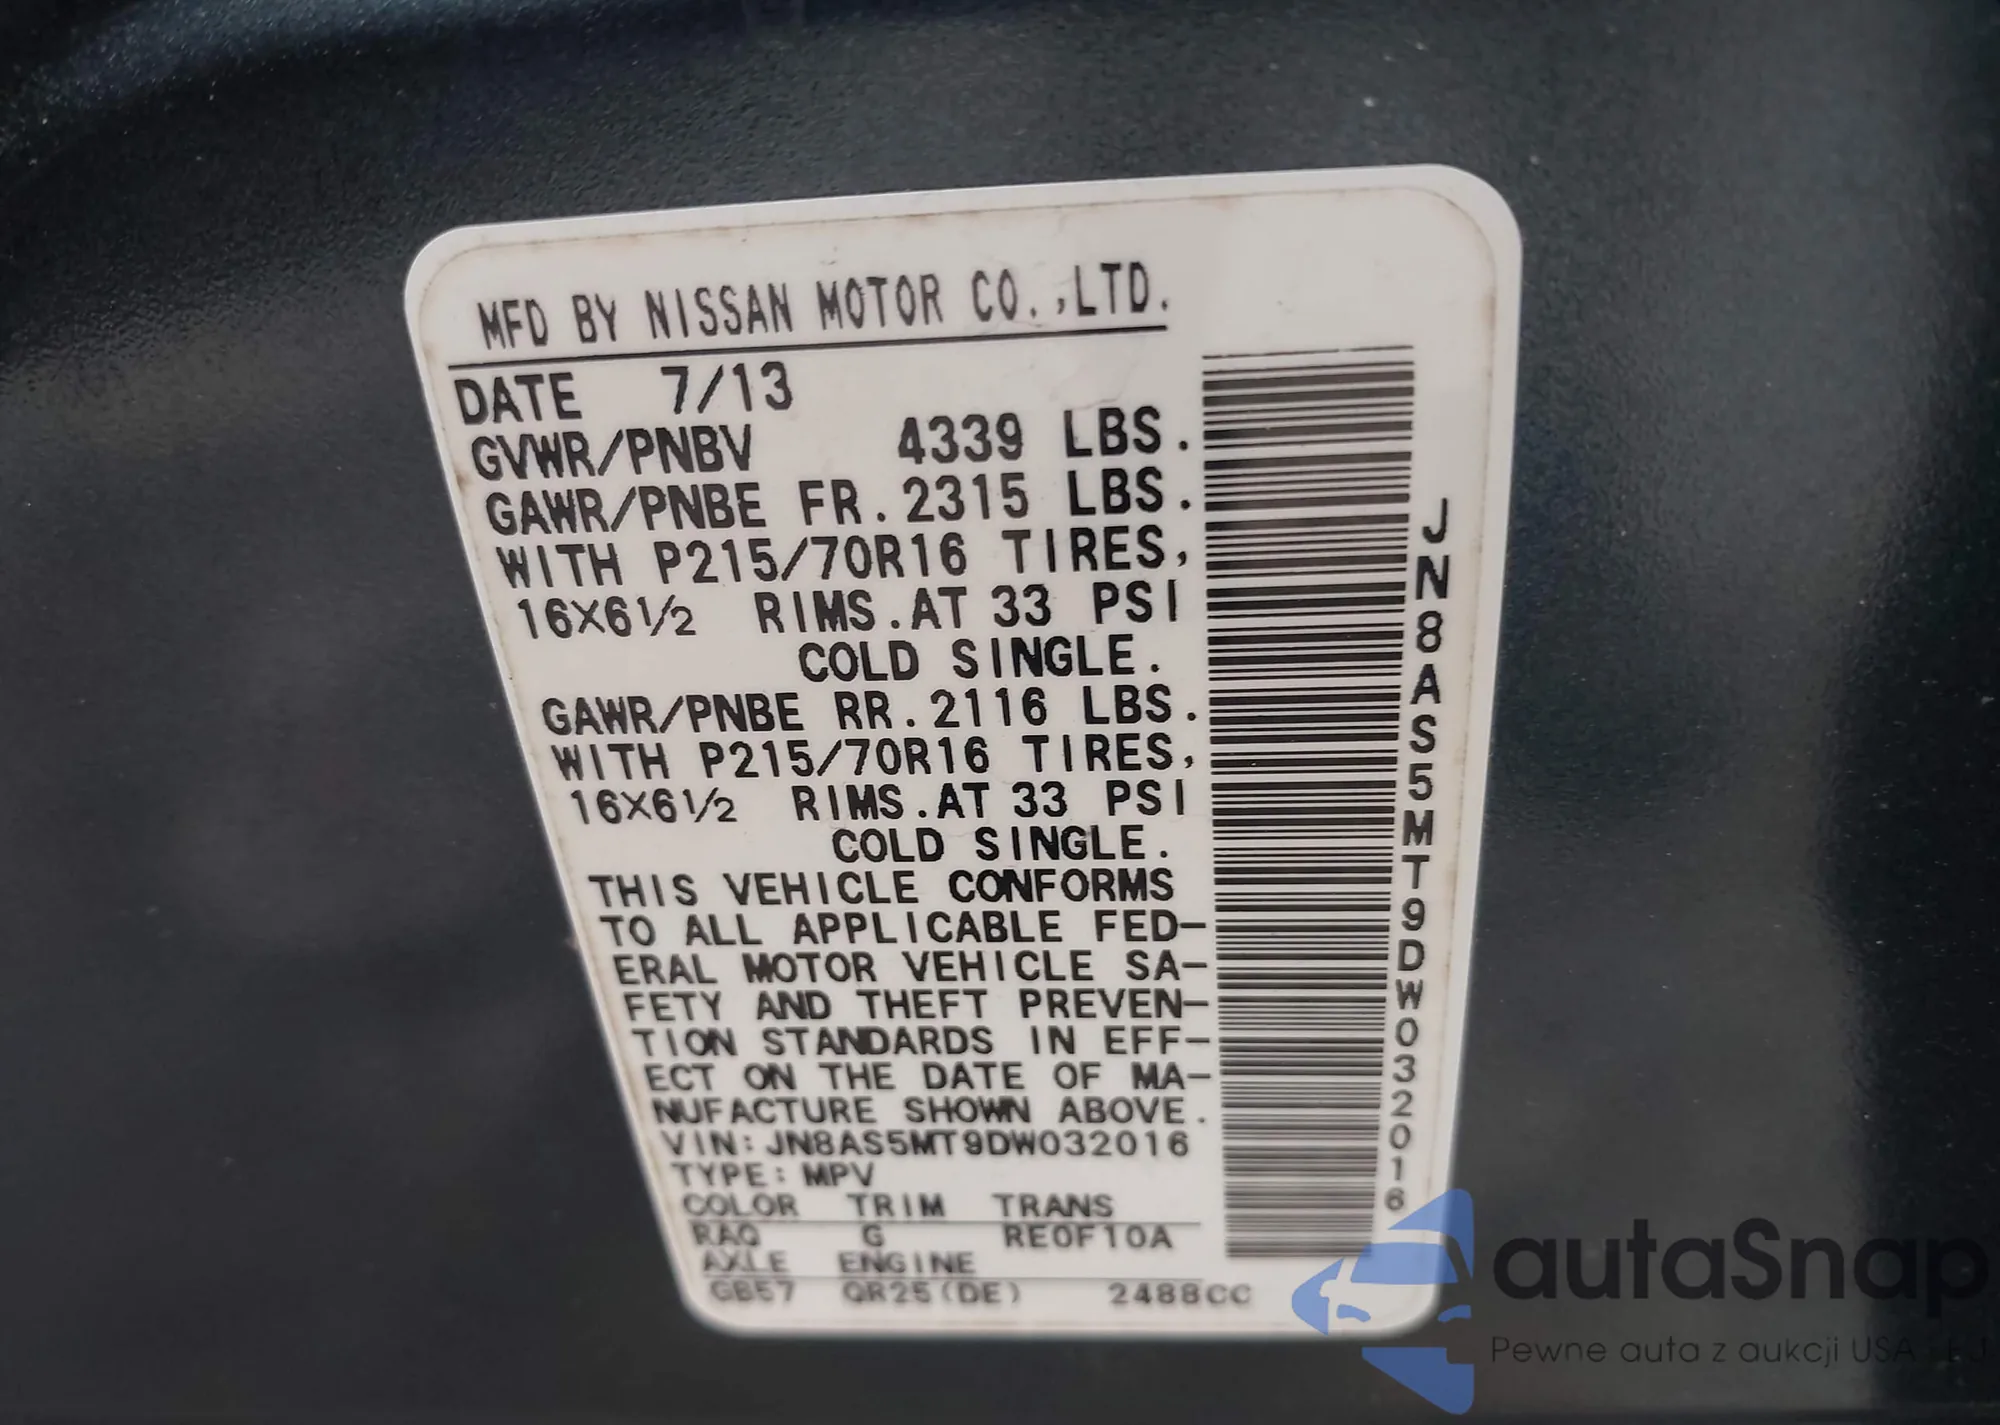 MFD BY NISSAN MOTOR CO.,LTD.
DATE 7/13
GVWR/PNBV 4339 LBS.
GAWR/PNBE FR.2315 LBS.
WITH P215/70R16 TIRES,
16X6½ RIMS.AT 33 PSI
COLD SINGLE.
GAWR/PNBE RR.2116 LBS.
WITH P215/70R16 TIRES,
16X6½ RIMS.AT 33 PSI
COLD SINGLE.
THIS VEHICLE CONFORMS
TO ALL APPLICABLE FED-
ERAL MOTOR VEHICLE SA-
FETY AND THEFT PREVEN-
TION STANDARDS IN EFF-
ECT ON THE DATE OF MA-
NUFACTURE SHOWN ABOVE.
VIN:JN8AS5MT9DW032016
TYPE:MPV
COLOR TRIM TRANS
RAQ G RE0F10A
AXLE ENGINE
GB57 QR25(DE) 2488CC
JN8AS5MT9DW032016
autaSnap
Pewne auta z aukcji USA